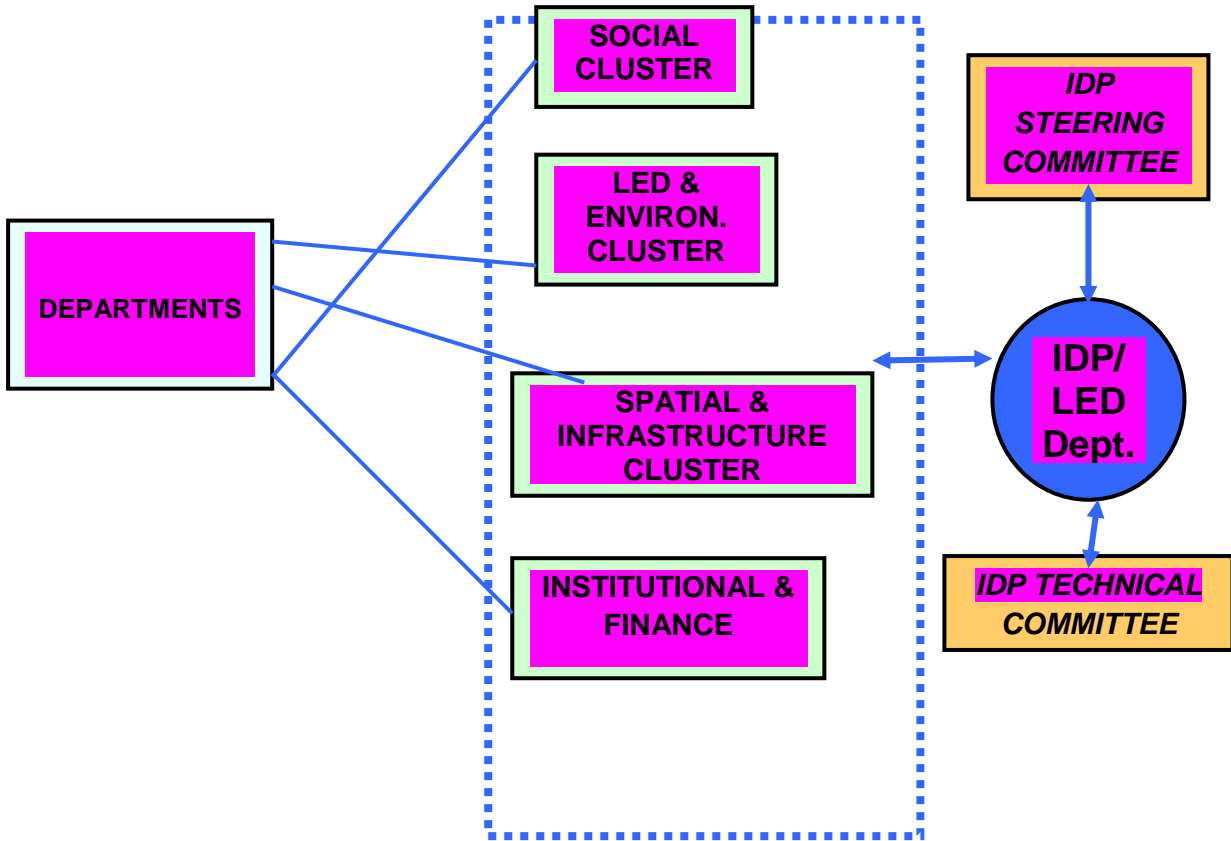 SOCIAL
CLUSTER
IDP
STEERING
COMMITTEE
LED &
ENVIRON.
CLUSTER
DEPARTMENTS
IDP/
LED
Dept.
SPATIAL &
INFRASTRUCTURE
CLUSTER
INSTITUTIONAL &
FINANCE
IDP TECHNICAL
COMMITTEE